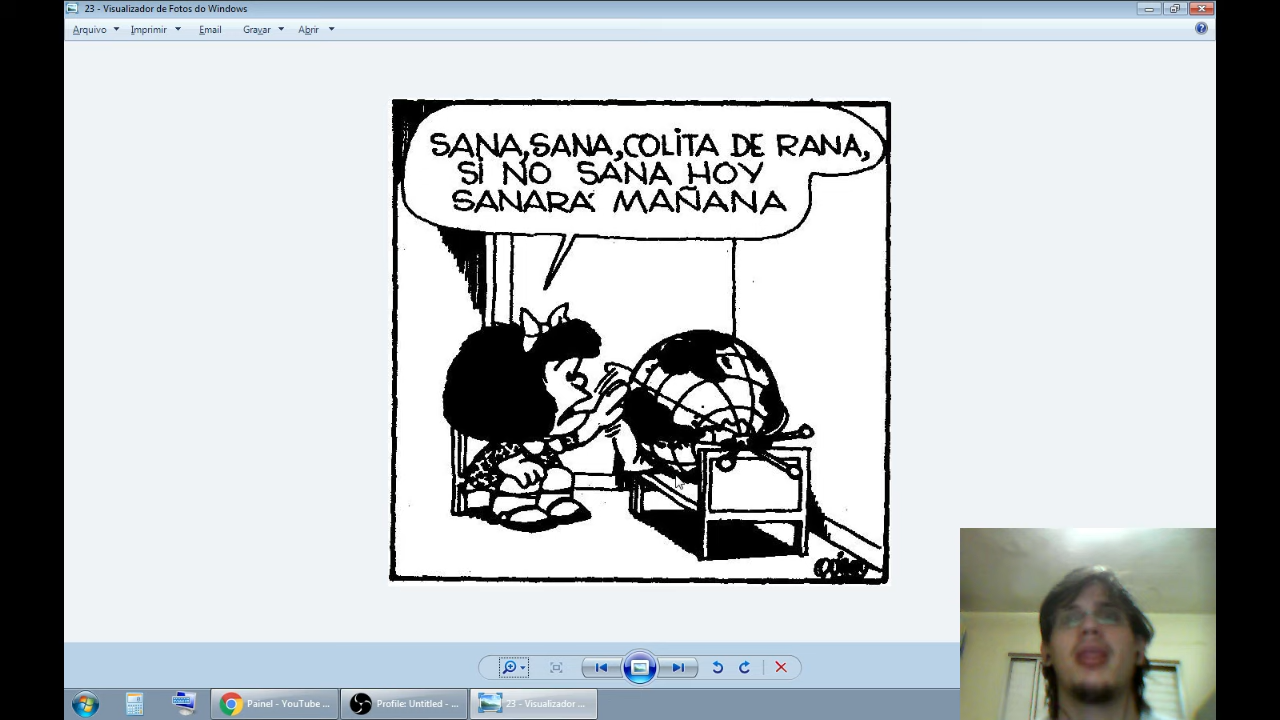 23 - Visualizador de Fotos do Windows
Arquivo Imprimir Email Gravar Abrir
SANA, SANA, COLITA DE RANA,
SI NO SANA HOY
SANARÁ MAÑANA
QUINO
Painel - YouTube ...
Profile: Untitled - ...
23 - Visualizador ...